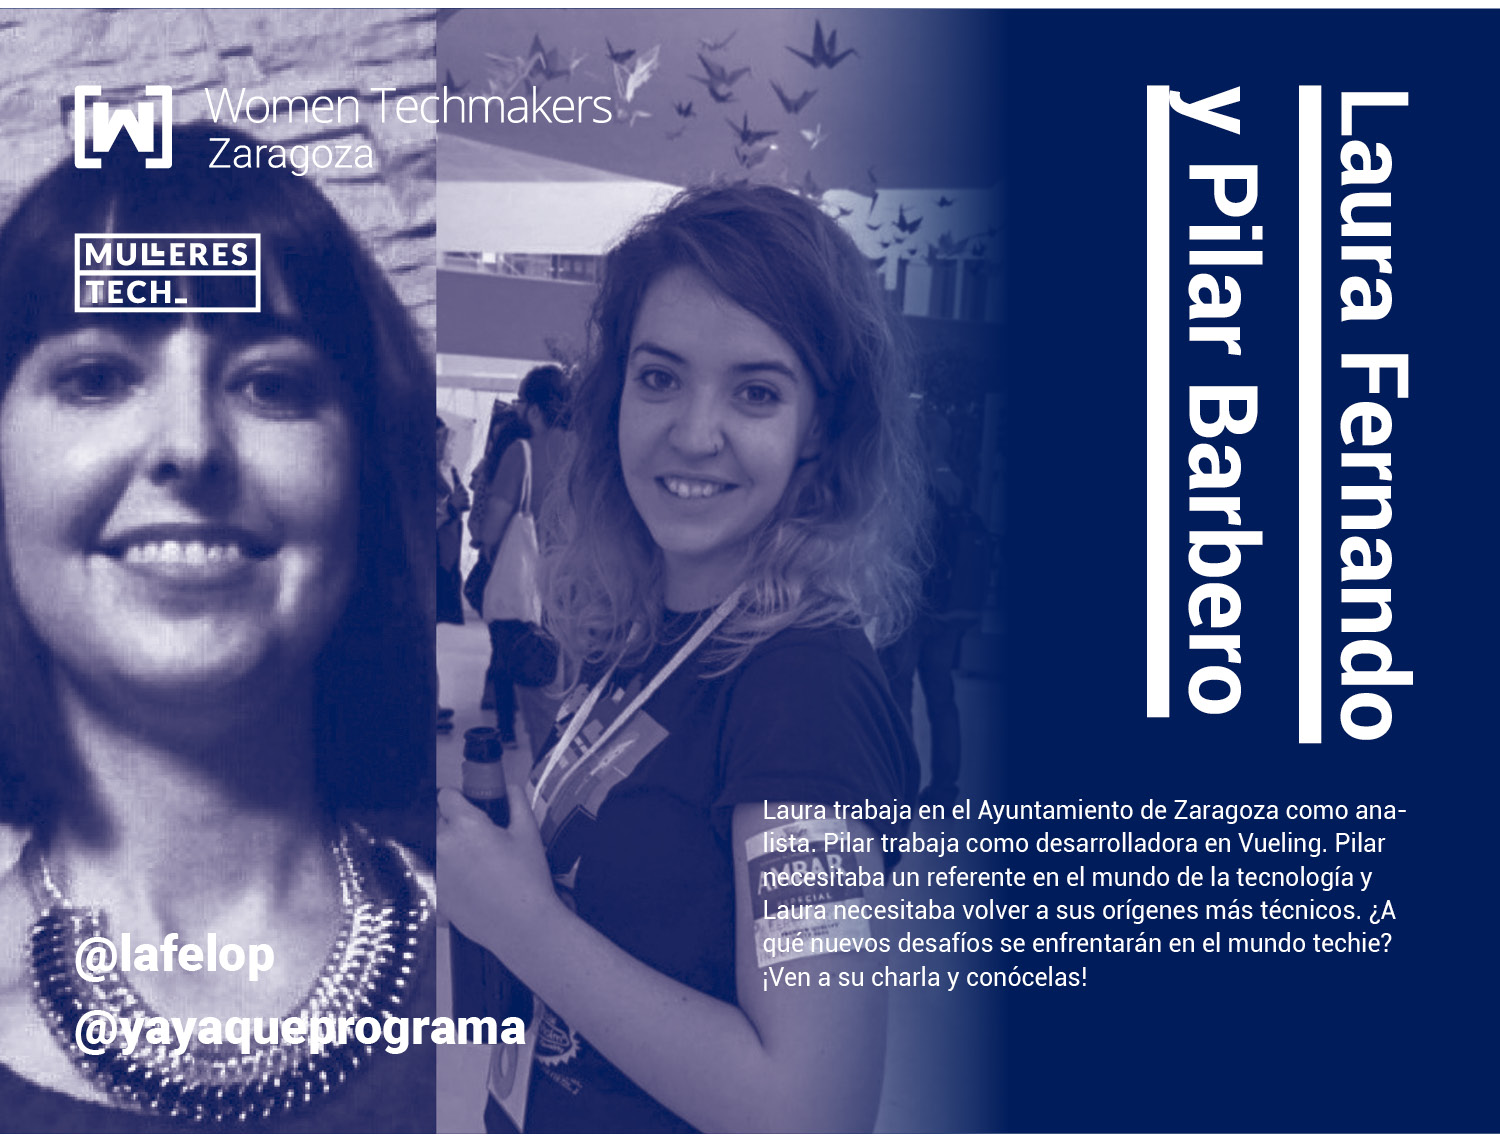 Women Techmakers
Zaragoza
MULLERES
TECH_
Laura Fernando
y Pilar Barbero
Laura trabaja en el Ayuntamiento de Zaragoza como ana-
lista. Pilar trabaja como desarrolladora en Vueling. Pilar
necesitaba un referente en el mundo de la tecnología y
Laura necesitaba volver a sus orígenes más técnicos. ¿A
qué nuevos desafíos se enfrentarán en el mundo techie?
¡Ven a su charla y conócelas!
AMBAR
ESPECIAL
@lafelop
@yayaqueprograma